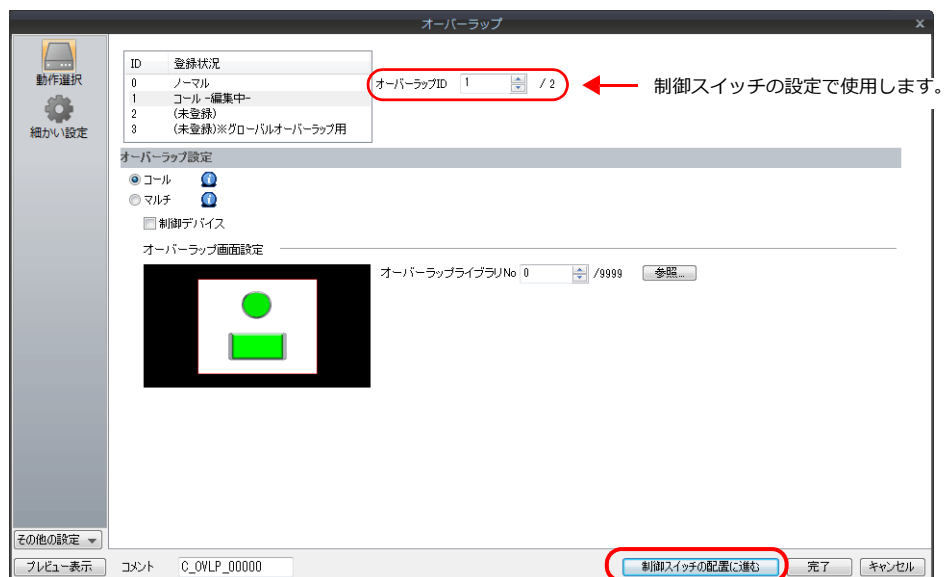 オーバーラップ x
動作選択
細かい設定
ID 登録状況
0 ノーマル
1 コール -編集中-
2 (未登録)
3 (未登録)※グローバルオーバーラップ用
オーバーラップID 1 / 2
制御スイッチの設定で使用します。
オーバーラップ設定
コール
マルチ
制御デバイス
オーバーラップ画面設定
オーバーラップライブラリNo 0 /9999 参照...
その他の設定
プレビュー表示 コメント C_OVLP_00000 制御スイッチの配置に進む 完了 キャンセル